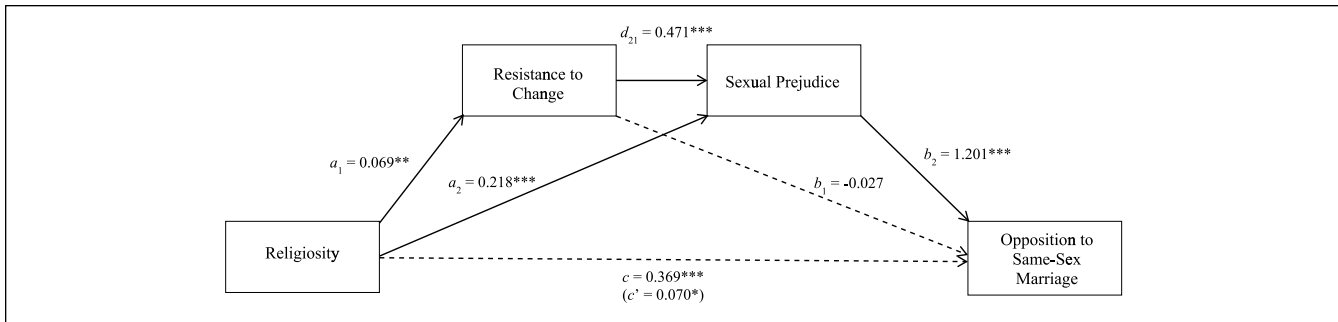 d21 = 0.471***
Resistance to
Change
Sexual Prejudice
a1 = 0.069**
a2 = 0.218***
b1 = -0.027
b2 = 1.201***
Religiosity
Opposition to
Same-Sex
Marriage
c = 0.369***
(c’ = 0.070*)